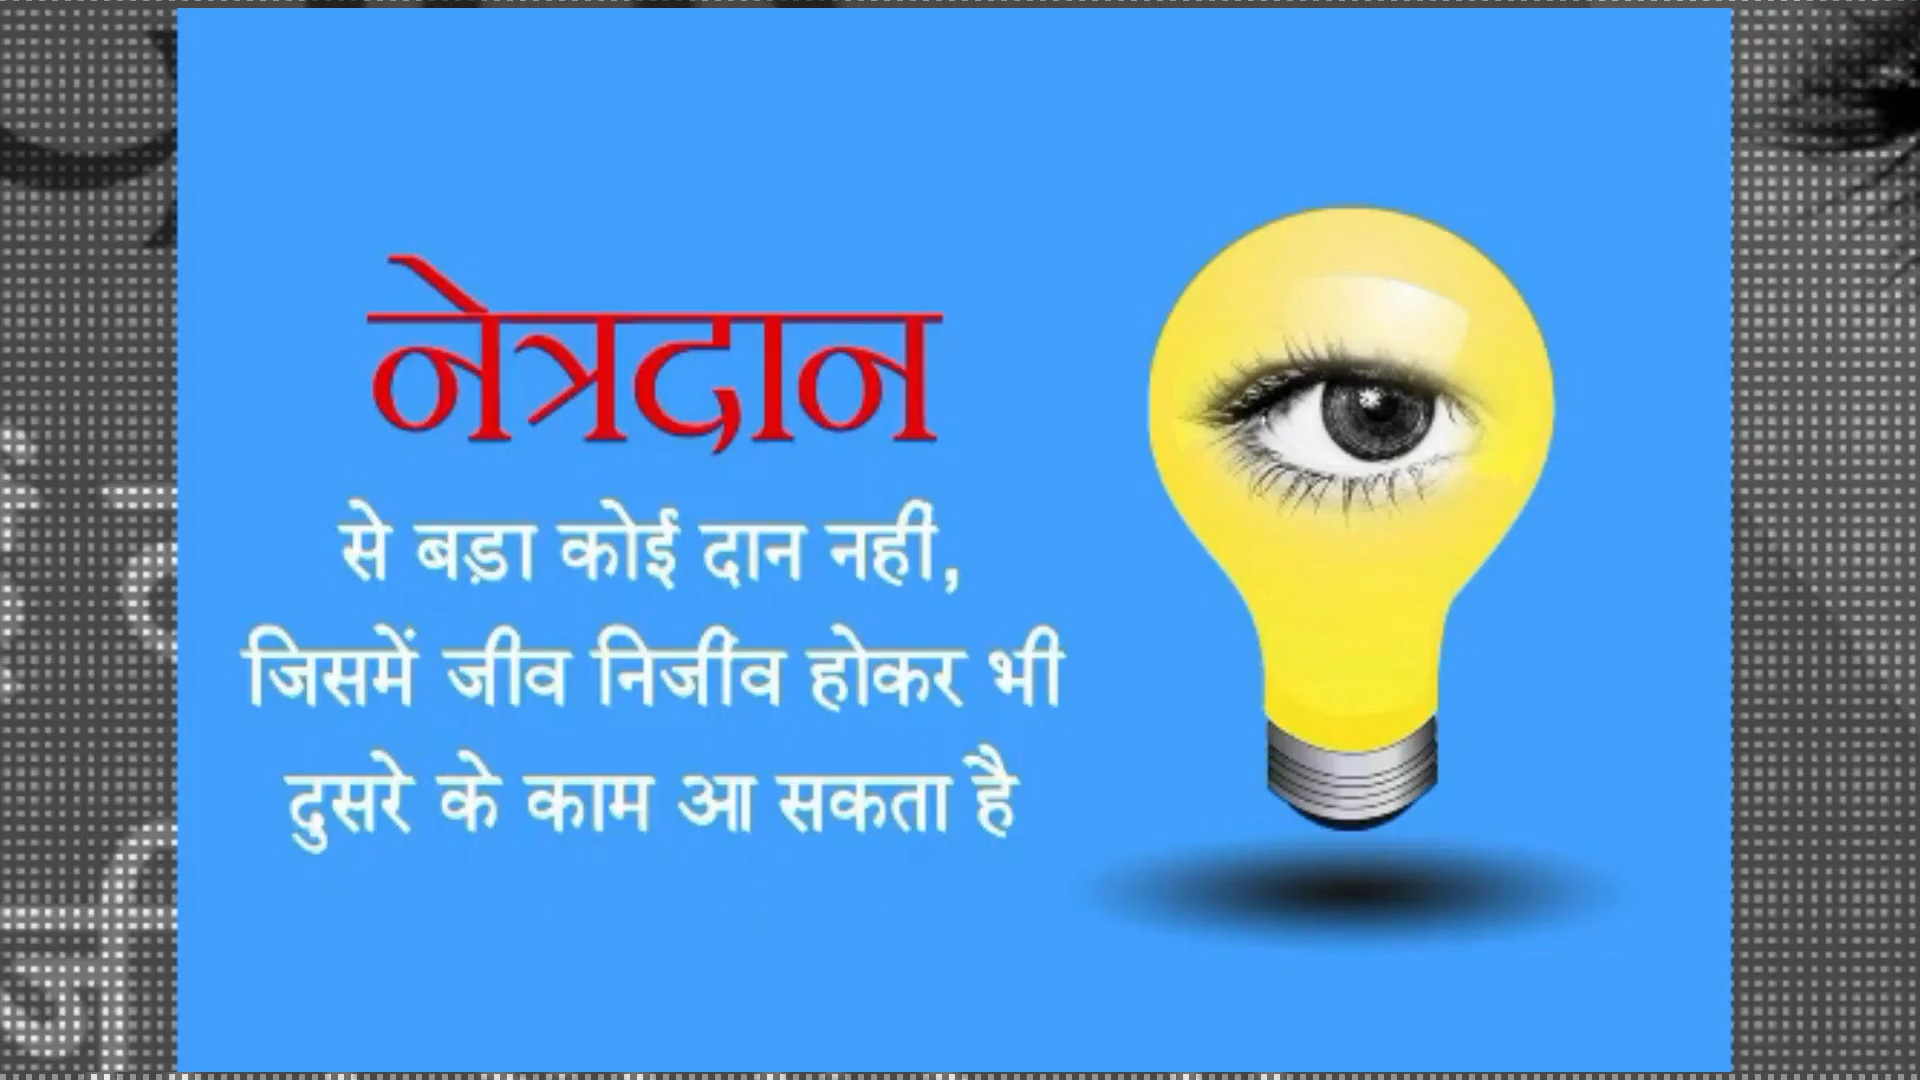 नेत्रदान
से बड़ा कोई दान नहीं,
जिसमें जीव निर्जीव होकर भी
दुसरे के काम आ सकता है